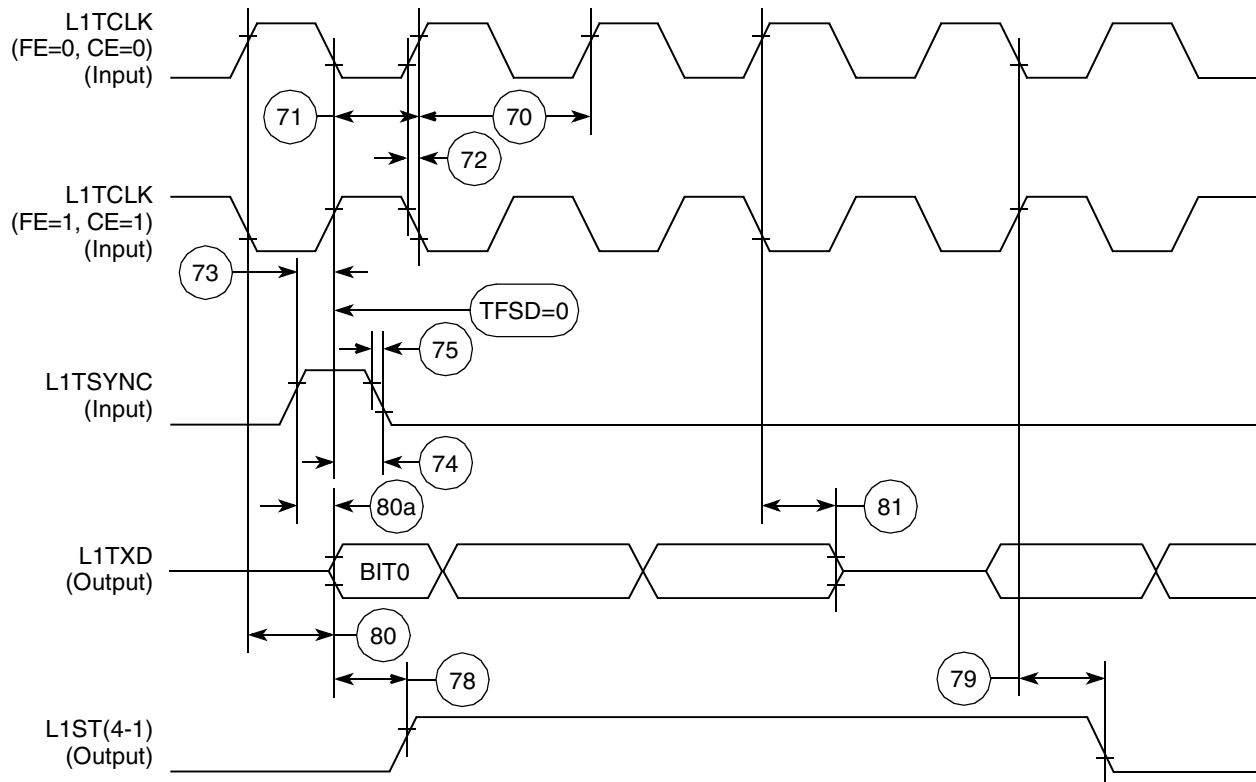 L1TCLK
(FE=0, CE=0)
(Input)
71
70
72
L1TCLK
(FE=1, CE=1)
(Input)
73
TFSD=0
75
L1TSYNC
(Input)
74
80a
81
L1TXD
(Output)
BIT0
80
78
79
L1ST(4-1)
(Output)